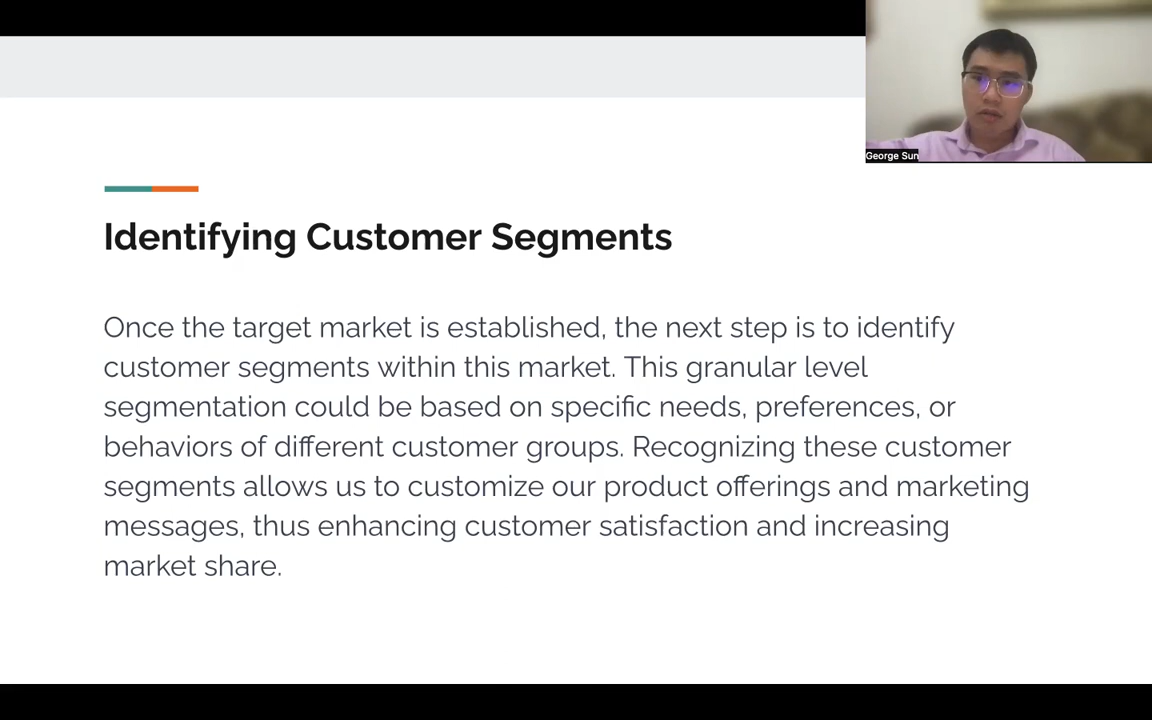 George Sun
Identifying Customer Segments
Once the target market is established, the next step is to identify
customer segments within this market. This granular level
segmentation could be based on specific needs, preferences, or
behaviors of different customer groups. Recognizing these customer
segments allows us to customize our product offerings and marketing
messages, thus enhancing customer satisfaction and increasing
market share.